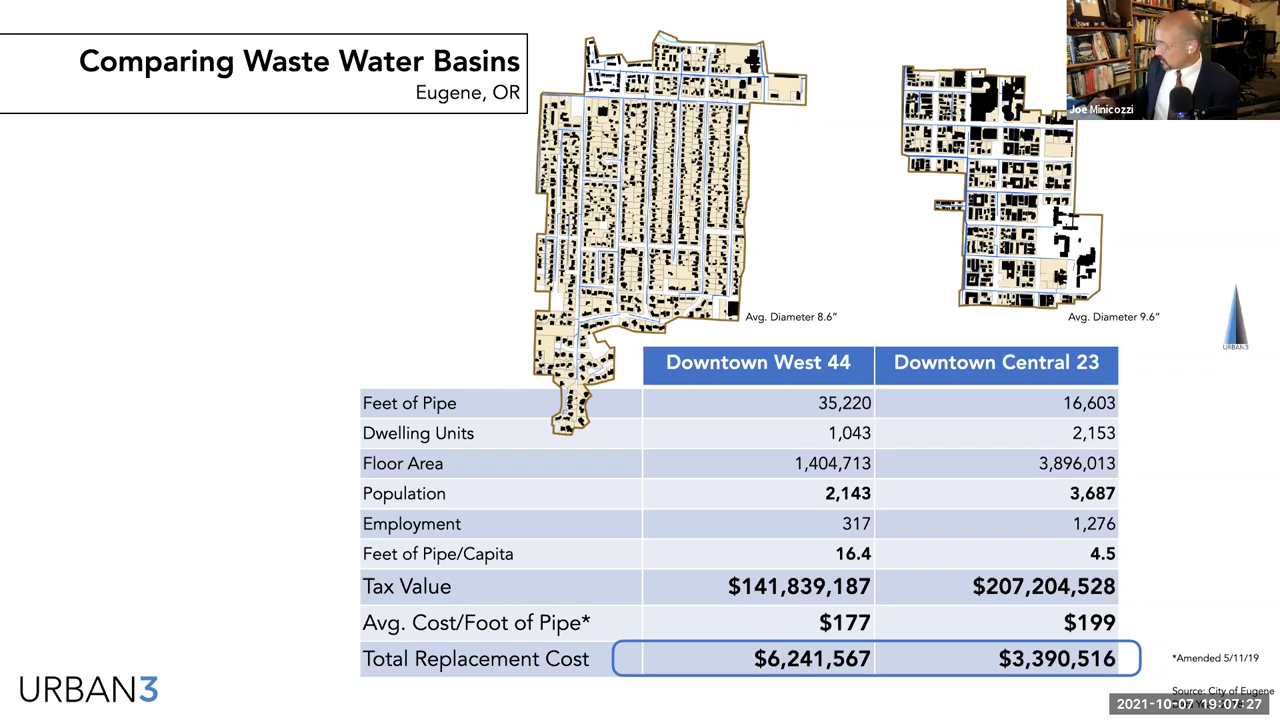 Comparing Waste Water Basins
Eugene, OR
Joe Minicozzi
Avg. Diameter 8.6"
Avg. Diameter 9.6"
URBAN3
Downtown West 44 Downtown Central 23
Feet of Pipe 35,220 16,603
Dwelling Units 1,043 2,153
Floor Area 1,404,713 3,896,013
Population 2,143 3,687
Employment 317 1,276
Feet of Pipe/Capita 16.4 4.5
Tax Value $141,839,187 $207,204,528
Avg. Cost/Foot of Pipe* $177 $199
Total Replacement Cost $6,241,567 $3,390,516
*Amended 5/11/19
URBAN3
Source: City of Eugene
2021-10-07 19:07:27